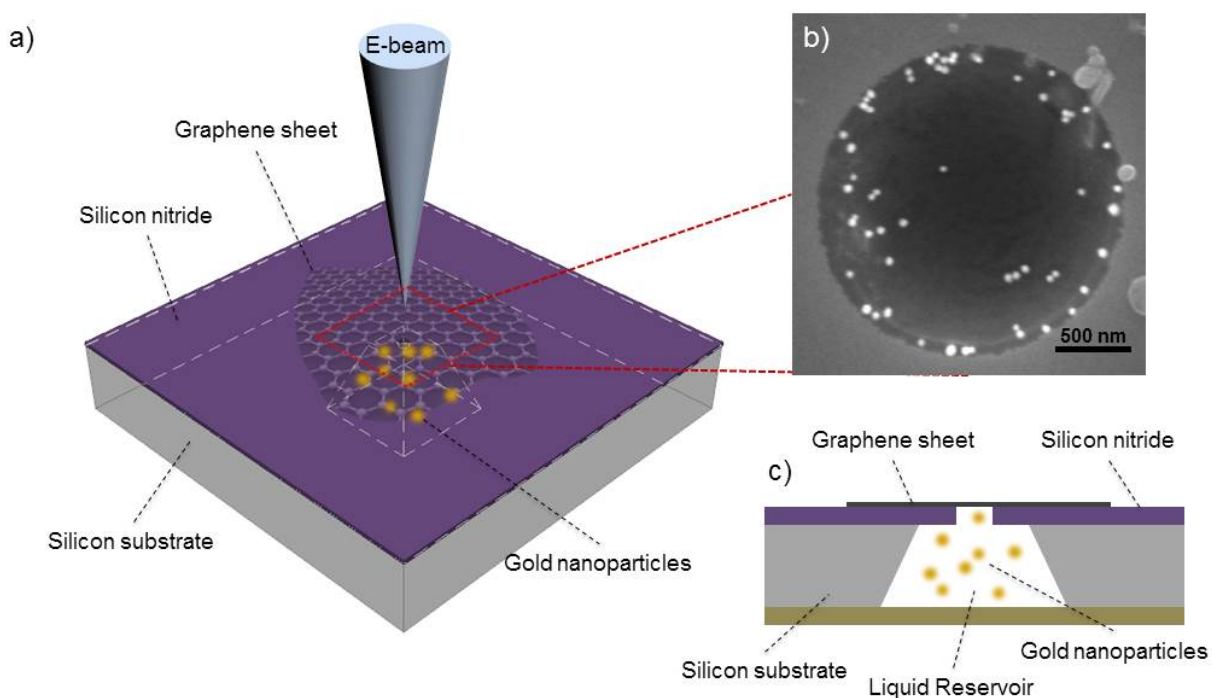 a)
E-beam
Graphene sheet
Silicon nitride
Silicon substrate
Gold nanoparticles
b)
500 nm
c)
Graphene sheet
Silicon nitride
Silicon substrate
Liquid Reservoir
Gold nanoparticles